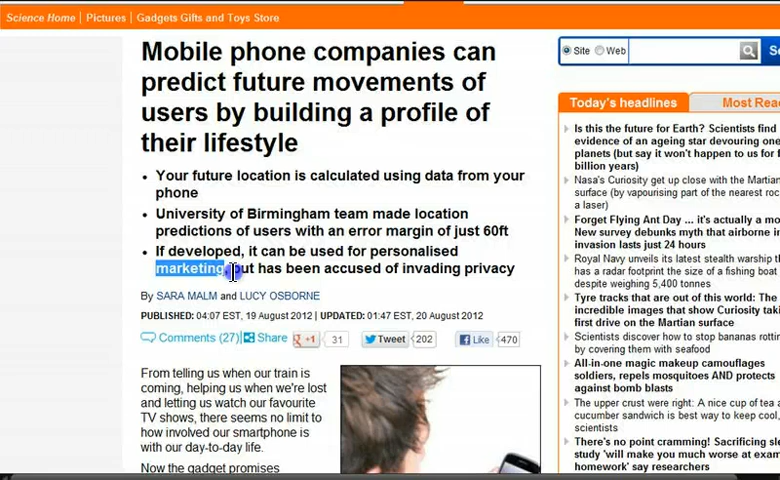 Science Home | Pictures | Gadgets Gifts and Toys Store
Mobile phone companies can
predict future movements of
users by building a profile of
their lifestyle
• Your future location is calculated using data from your
phone
• University of Birmingham team made location
predictions of users with an error margin of just 60ft
• If developed, it can be used for personalised
marketing, but has been accused of invading privacy
By SARA MALM and LUCY OSBORNE
PUBLISHED: 04:07 EST, 19 August 2012 | UPDATED: 01:47 EST, 20 August 2012
Comments (27) Share +1 31 Tweet 202 Like 470
From telling us when our train is
coming, helping us when we're lost
and letting us watch our favourite
TV shows, there seems no limit to
how involved our smartphone is
with our day-to-day life.
Now the gadget promises
Site Web
Today's headlines Most
Is this the future for Earth? Scientists find
evidence of an ageing star devouring one
planets (but say it won't happen to us for
billion years)
Nasa's Curiosity get up close with the Martian
surface (by vapourising part of the nearest
a laser)
Forget Flying Ant Day ... it's actually a
New survey debunks myth that airborne
invasion lasts just 24 hours
Royal Navy unveils its latest stealth warship
has a radar footprint the size of a fishing
despite weighing 5,400 tonnes
Tyre tracks that are out of this world: The
incredible images that show Curiosity
first drive on the Martian surface
Scientists discover how to stop bananas
by covering them with seafood
All-in-one magic makeup camouflages
soldiers, repels mosquitoes AND protects
against bomb blasts
The upper crust were right: A nice cup of tea
cucumber sandwich is best way to keep cool,
scientists
There's no point cramming! Sacrificing
study 'will make you much worse at
homework' say researchers